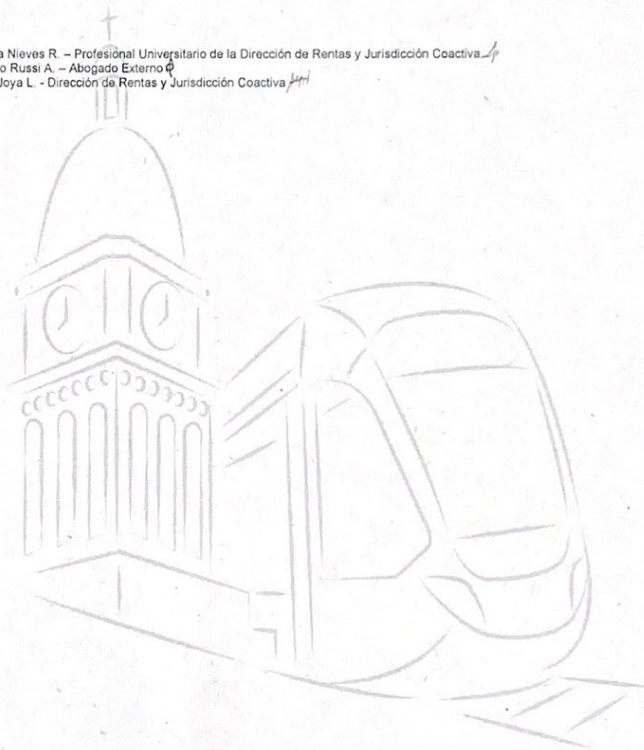 a Nieves R. – Profesional Universitario de la Dirección de Rentas y Jurisdicción Coactiva
o Russi A. – Abogado Externo
Joya L. - Dirección de Rentas y Jurisdicción Coactiva